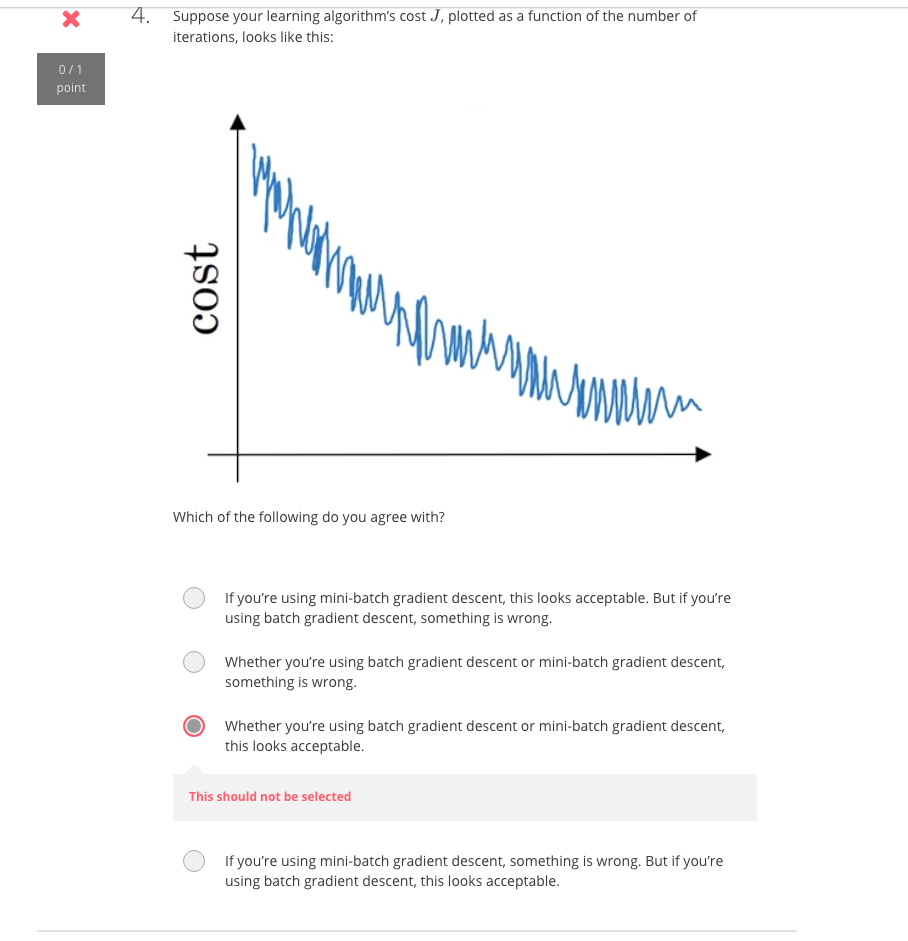 4. Suppose your learning algorithm's cost J, plotted as a function of the number of
iterations, looks like this:
0 / 1
point
cost
Which of the following do you agree with?
If you're using mini-batch gradient descent, this looks acceptable. But if you're
using batch gradient descent, something is wrong.
Whether you're using batch gradient descent or mini-batch gradient descent,
something is wrong.
Whether you're using batch gradient descent or mini-batch gradient descent,
this looks acceptable.
This should not be selected
If you're using mini-batch gradient descent, something is wrong. But if you're
using batch gradient descent, this looks acceptable.